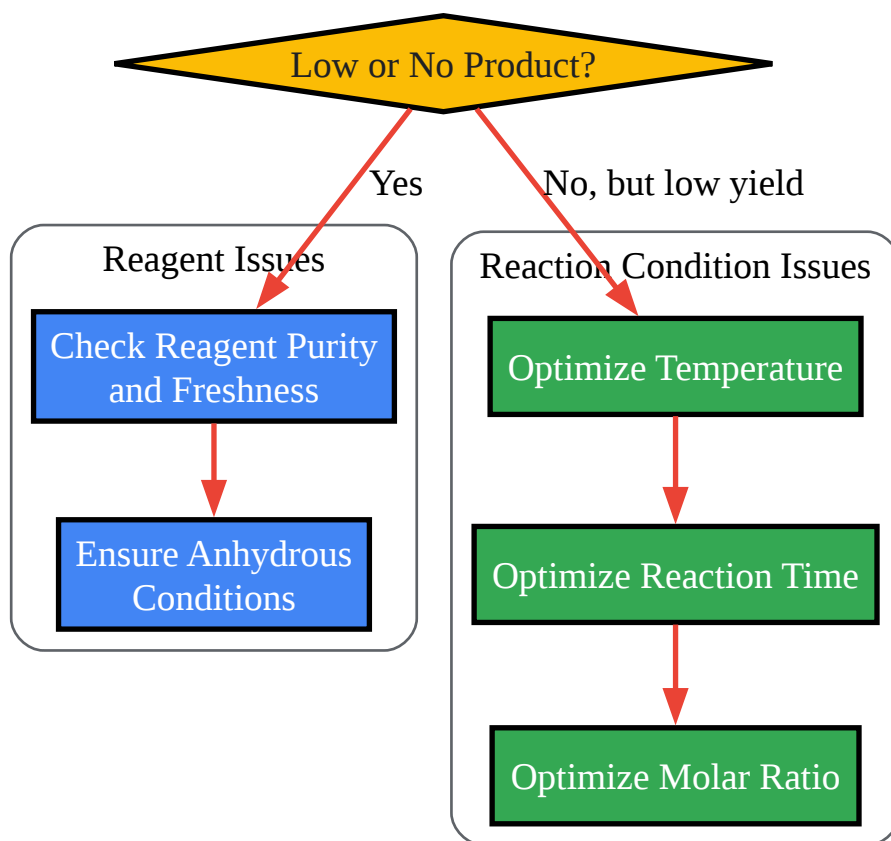 Low or No Product?
Yes
No, but low yield
Reagent Issues
Check Reagent Purity
and Freshness
Ensure Anhydrous
Conditions
Reaction Condition Issues
Optimize Temperature
Optimize Reaction Time
Optimize Molar Ratio